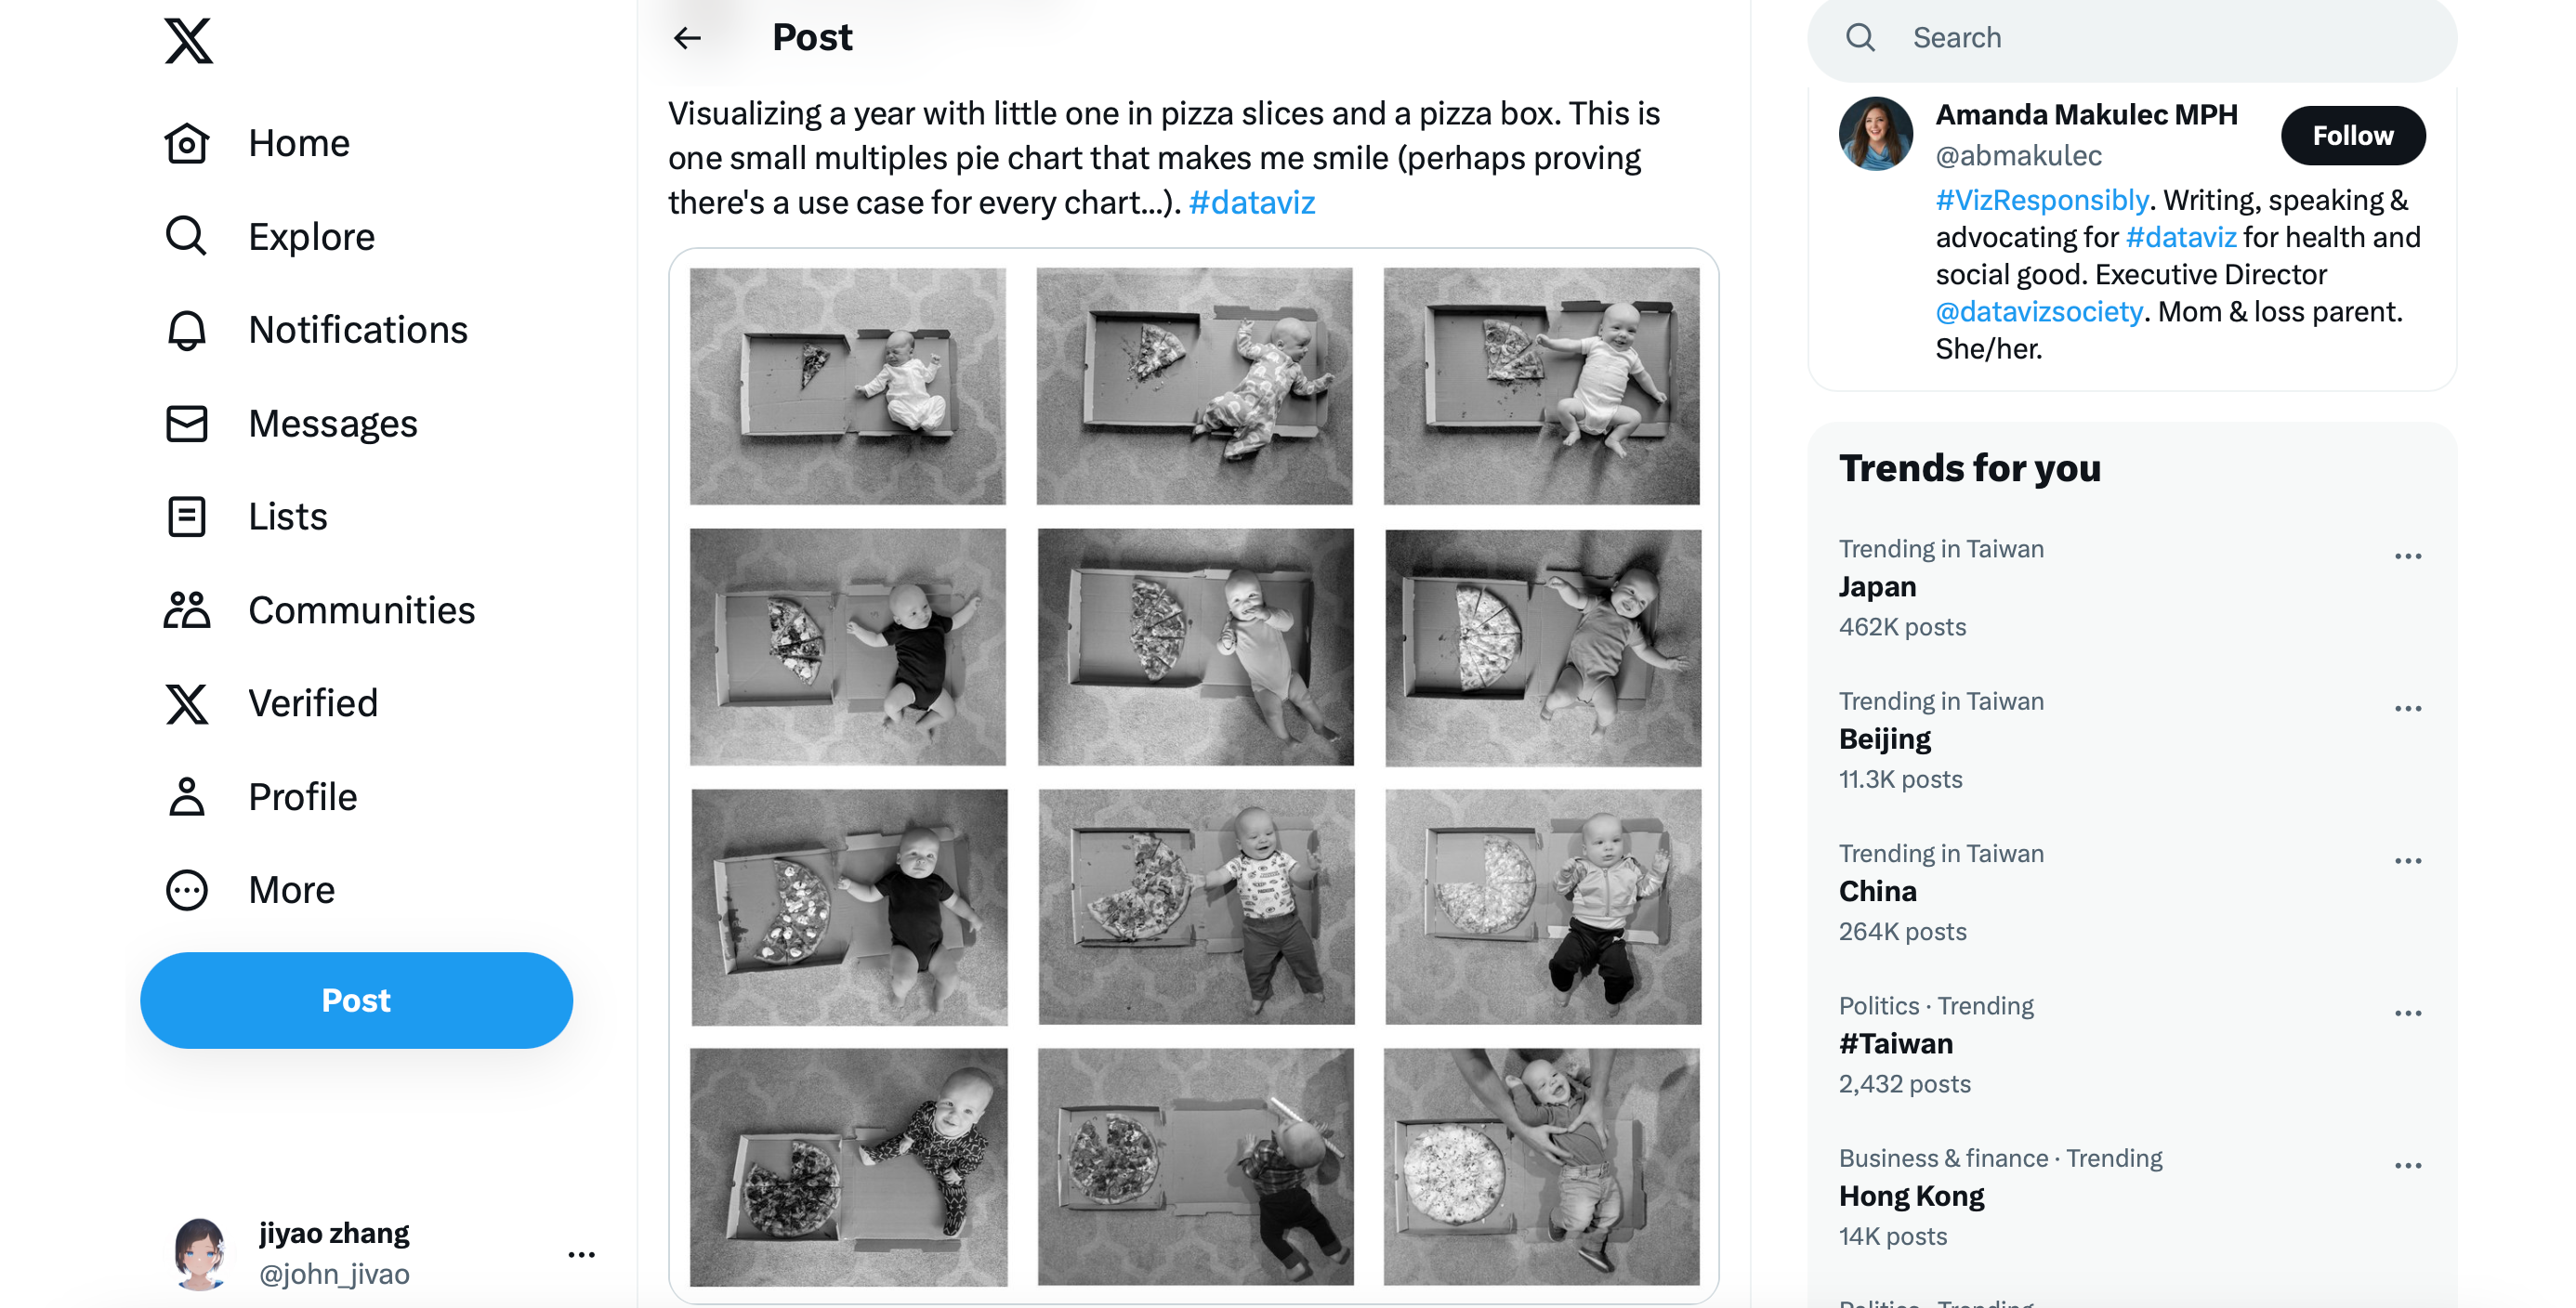 Home
Explore
Notifications
Messages
Lists
Communities
Verified
Profile
More
Post
jiyao zhang
@john_jivao
Post
Visualizing a year with little one in pizza slices and a pizza box. This is
one small multiples pie chart that makes me smile (perhaps proving
there's a use case for every chart...). #dataviz
Search
Amanda Makulec MPH
@abmakulec
Follow
#VizResponsibly. Writing, speaking &
advocating for #dataviz for health and
social good. Executive Director
@datavizsociety. Mom & loss parent.
She/her.
Trends for you
Trending in Taiwan
Japan
462K posts
Trending in Taiwan
Beijing
11.3K posts
Trending in Taiwan
China
264K posts
Politics · Trending
#Taiwan
2,432 posts
Business & finance · Trending
Hong Kong
14K posts
Politics · Trending